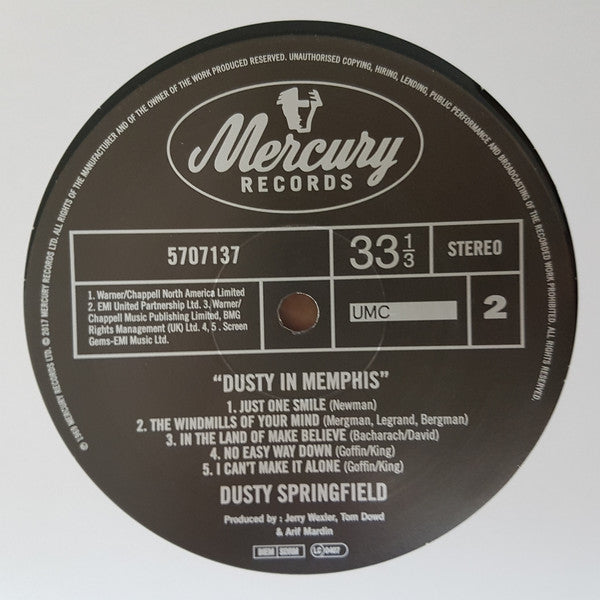 ℗ 1969 MERCURY RECORDS LTD. © 2017 MERCURY RECORDS LTD. ALL RIGHTS OF THE MANUFACTURER AND OF THE OWNER OF THE WORK PRODUCED RESERVED. UNAUTHORISED COPYING, HIRING, LENDING, PUBLIC PERFORMANCE AND BROADCASTING OF THE RECORDED WORK PROHIBITED. ALL RIGHTS RESERVED.
Mercury
RECORDS
5707137
33 1/3
STEREO
1. Warner/Chappell North America Limited
2. EMI United Partnership Ltd. 3. Warner/
Chappell Music Publishing Limited, BMG
Rights Management (UK) Ltd. 4, 5 . Screen
Gems-EMI Music Ltd.
UMC
2
“DUSTY IN MEMPHIS”
1. JUST ONE SMILE (Newman)
2. THE WINDMILLS OF YOUR MIND (Mergman, Legrand, Bergman)
3. IN THE LAND OF MAKE BELIEVE (Bacharach/David)
4. NO EASY WAY DOWN (Goffin/King)
5. I CAN'T MAKE IT ALONE (Goffin/King)
DUSTY SPRINGFIELD
Produced by : Jerry Wexler, Tom Dowd
& Arif Mardin
BIEM SDRM LC 0407